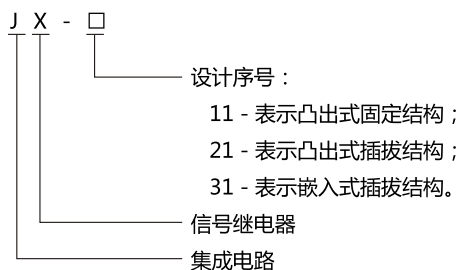 J X - □
设计序号：
11 - 表示凸出式固定结构；
21 - 表示凸出式插拔结构；
31 - 表示嵌入式插拔结构。
信号继电器
集成电路